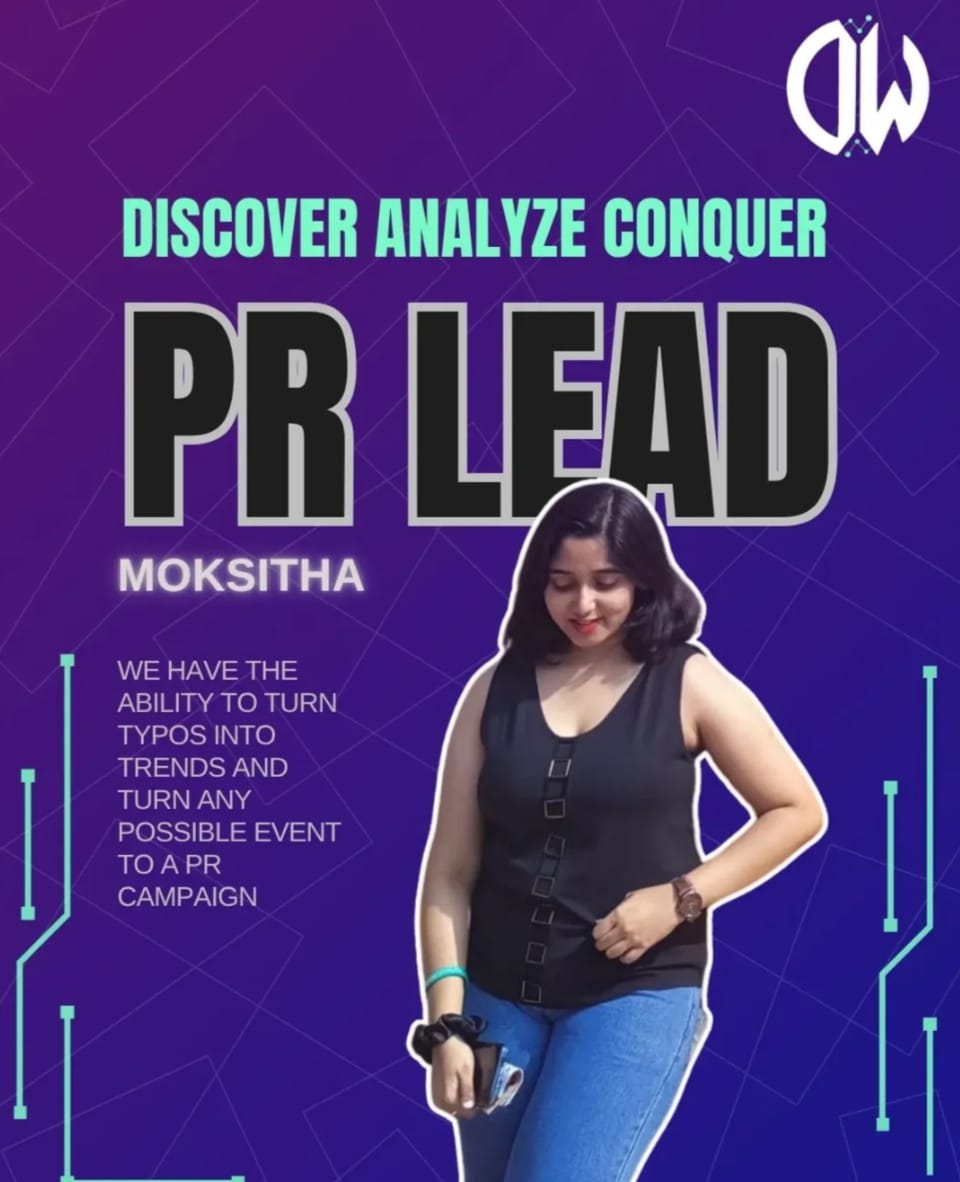 DW
DISCOVER ANALYZE CONQUER
PR LEAD
MOKSITHA
WE HAVE THE
ABILITY TO TURN
TYPOS INTO
TRENDS AND
TURN ANY
POSSIBLE EVENT
TO A PR
CAMPAIGN